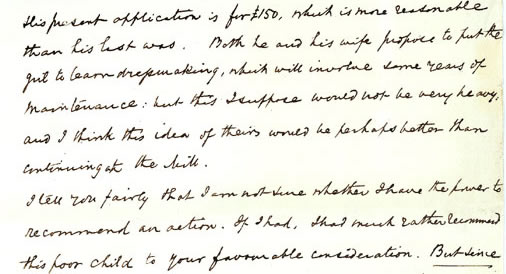 His present application is for £150, which is more reasonable
than his last was. Both he and his wife propose to put the
girl to learn dressmaking, which will involve some years of
maintenance: but this I suppose would not be very heavy,
and I think this idea of theirs would be perhaps better than
continuing at the Mill.
I tell you fairly that I am not sure whether I have the power to
recommend an action. If I had, I had much rather recommend
this poor child to your favourable consideration. But since